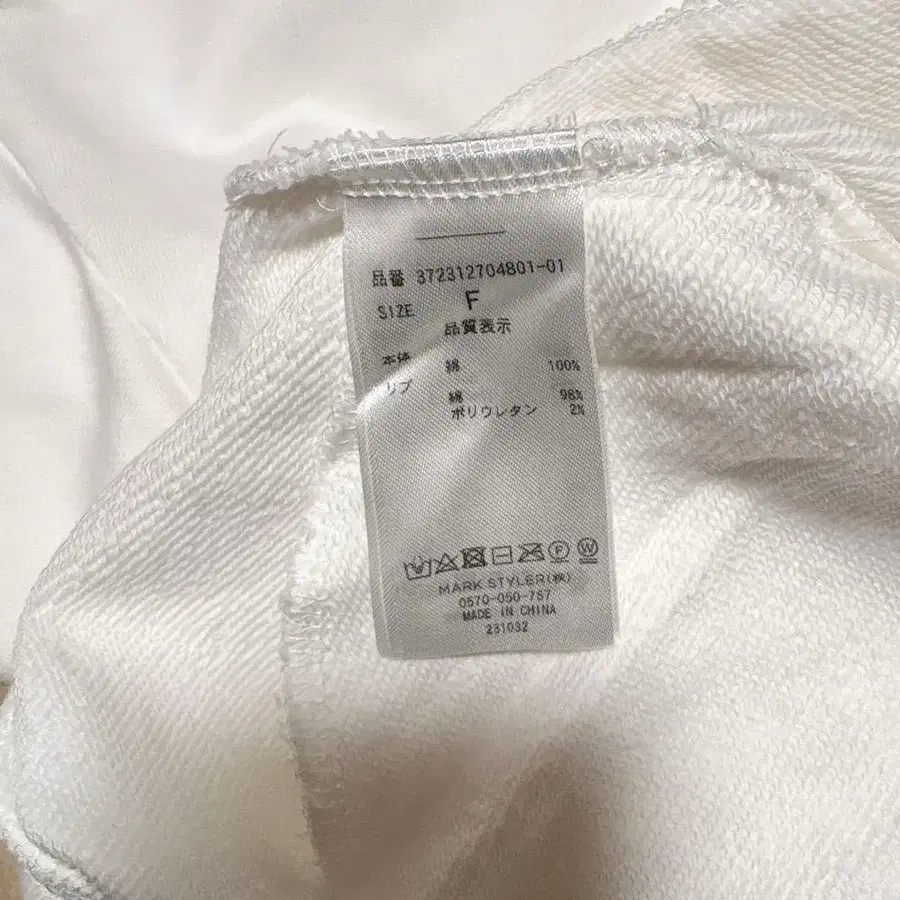 品番 372312704801-01
SIZE F
品質表示
本体 綿 100%
リブ 綿 98%
ポリウレタン 2%
F W
MARK STYLER(株)
0570-050-757
MADE IN CHINA
231032